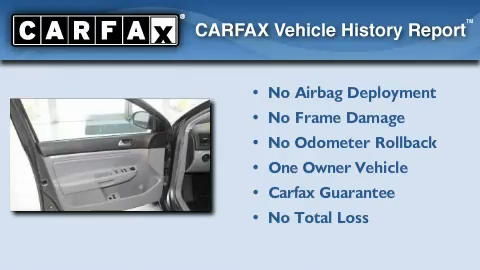 CARFAX® CARFAX Vehicle History Report™
• No Airbag Deployment
• No Frame Damage
• No Odometer Rollback
• One Owner Vehicle
• Carfax Guarantee
• No Total Loss